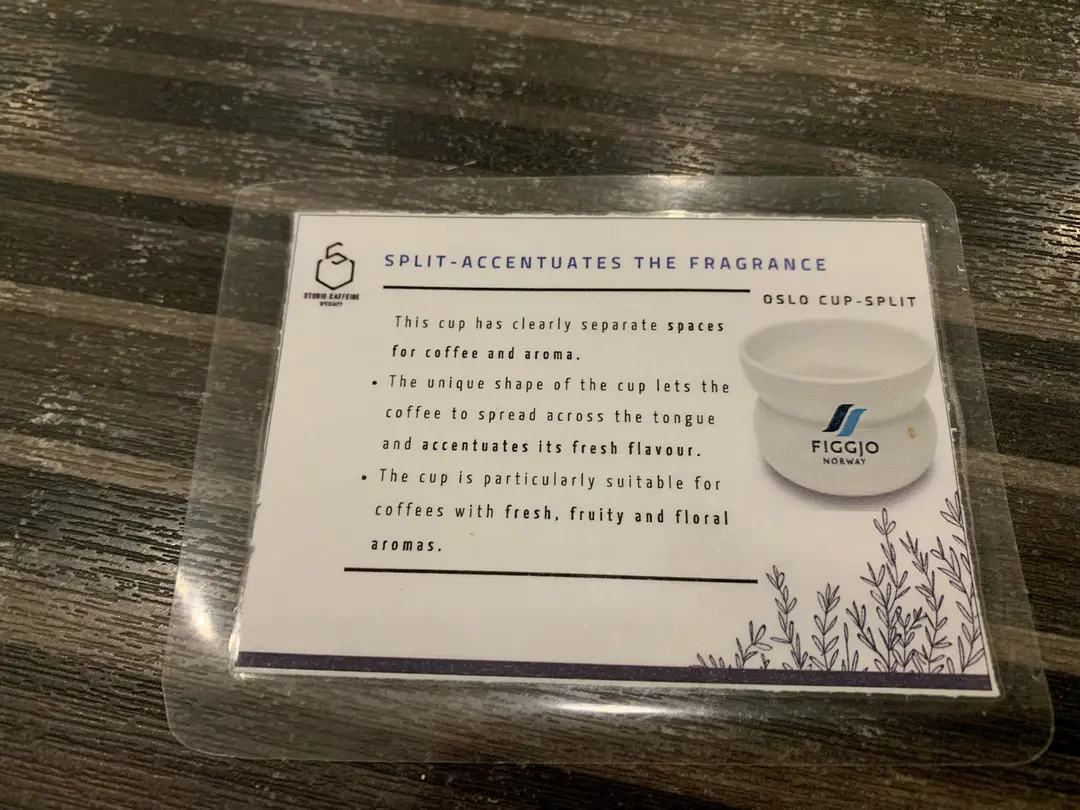 SPLIT-ACCENTUATES THE FRAGRANCE
STUDIO CAFFEINE
SPECIALITY
OSLO CUP-SPLIT
This cup has clearly separate spaces
for coffee and aroma.
• The unique shape of the cup lets the
coffee to spread across the tongue
and accentuates its fresh flavour.
• The cup is particularly suitable for
coffees with fresh, fruity and floral
aromas.
FIGGJO
NORWAY